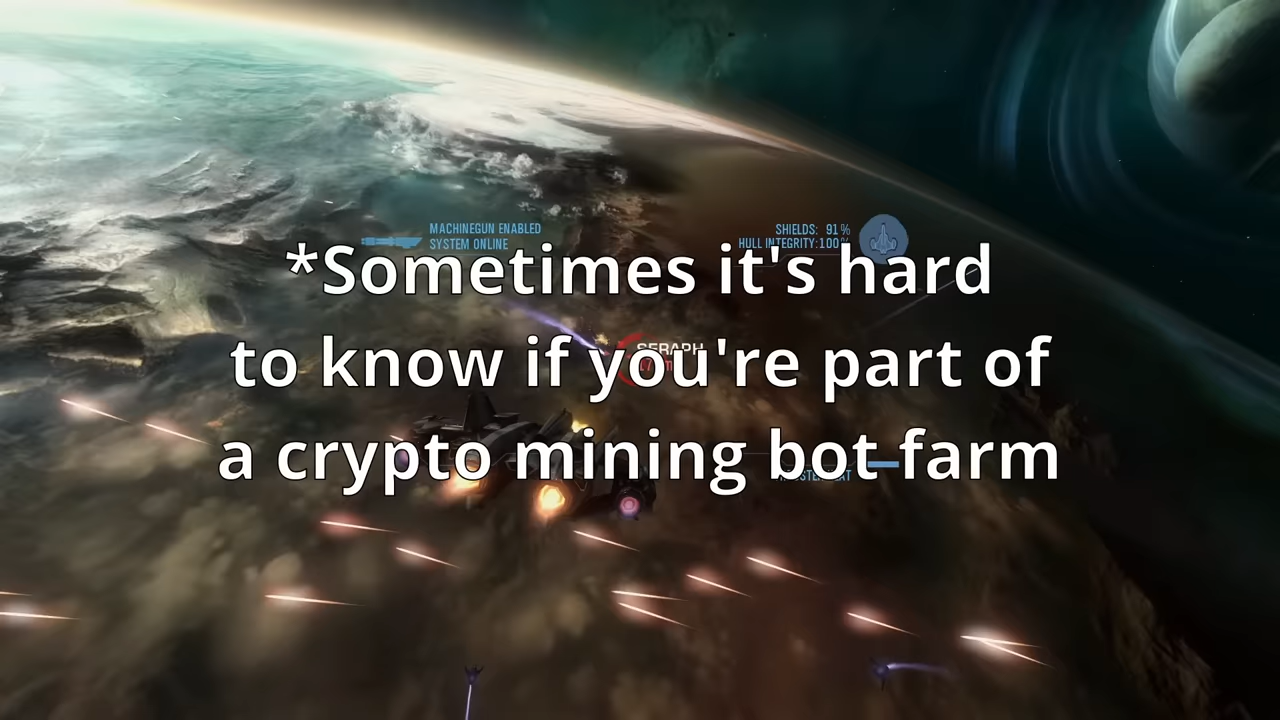 MACHINEGUN ENABLED
SYSTEM ONLINE
SHIELDS: 91%
HULL INTEGRITY:100%
*Sometimes it's hard
to know if you're part of
a crypto mining bot farm
SERAPH